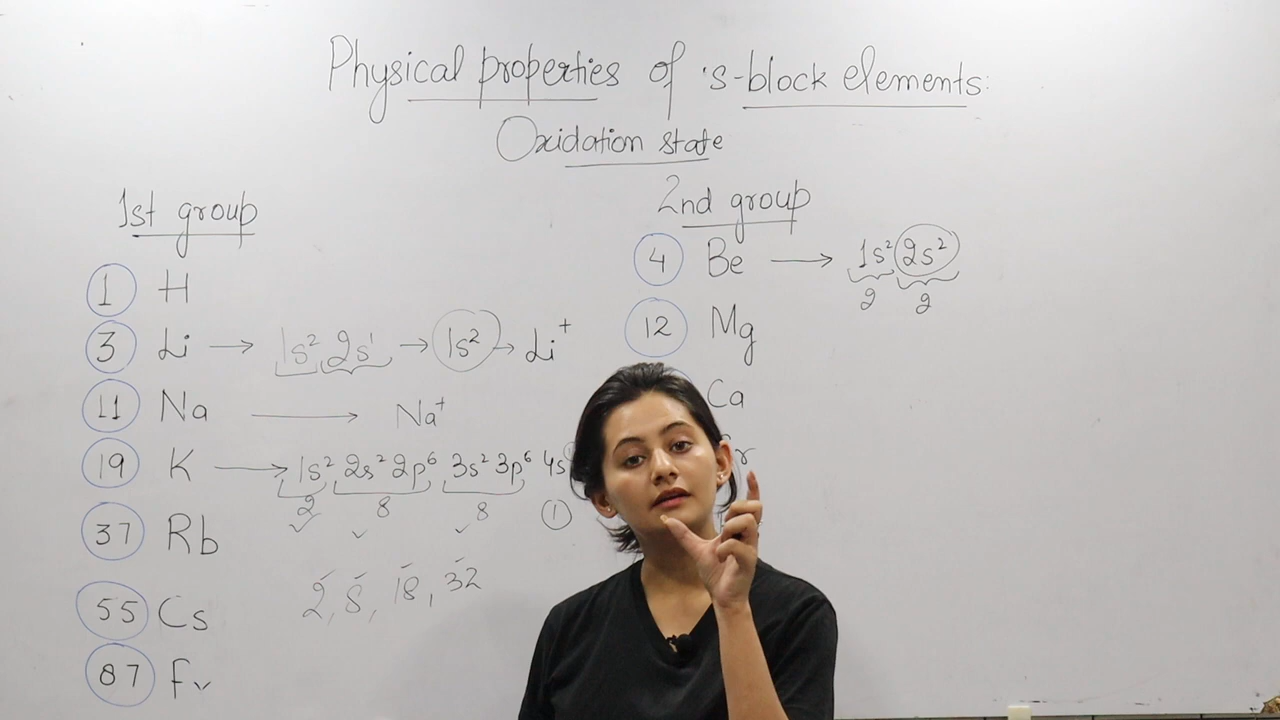 Physical properties of s-block elements:
Oxidation state
1st group
1 H
3 Li → 1s² 2s¹ → 1s² → Li⁺
11 Na → Na⁺
19 K → 1s² 2s² 2p⁶ 3s² 3p⁶ 4s
2 8 8 1
37 Rb
2, 8, 18, 32
55 Cs
87 Fr
2nd group
4 Be → 1s² 2s²
2 2
12 Mg
Ca
r